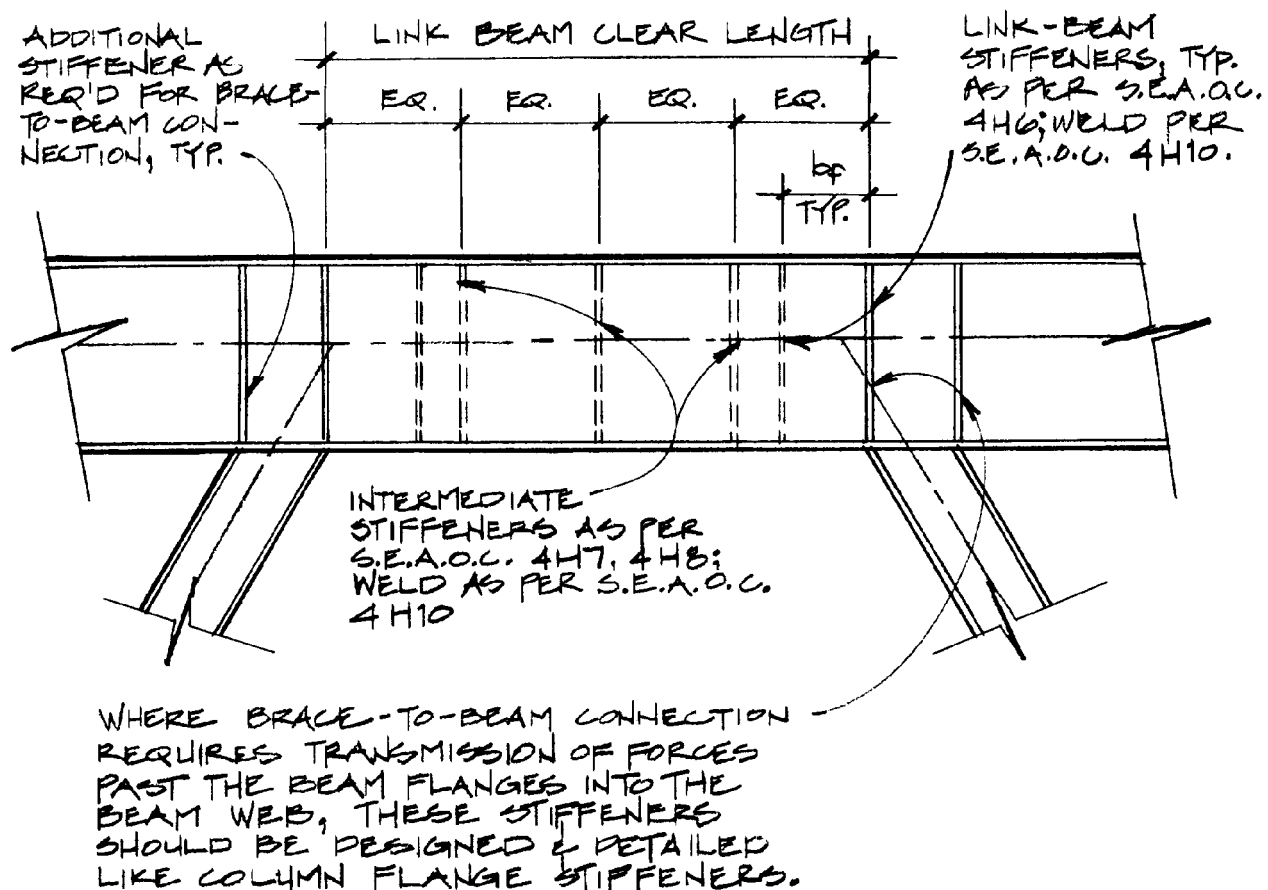 ADDITIONAL
STIFFENER AS
REQ'D FOR BRACE-
TO-BEAM CON-
NECTION, TYP.
LINK BEAM CLEAR LENGTH
EQ. EQ. EQ. EQ.
bf
TYP.
LINK-BEAM
STIFFENERS, TYP.
AS PER S.E.A.O.C.
4H6; WELD PER
S.E.A.O.C. 4H10.
INTERMEDIATE
STIFFENERS AS PER
S.E.A.O.C. 4H7, 4H8;
WELD AS PER S.E.A.O.C.
4H10
WHERE BRACE-TO-BEAM CONNECTION
REQUIRES TRANSMISSION OF FORCES
PAST THE BEAM FLANGES INTO THE
BEAM WEB, THESE STIFFENERS
SHOULD BE DESIGNED & DETAILED
LIKE COLUMN FLANGE STIFFENERS.